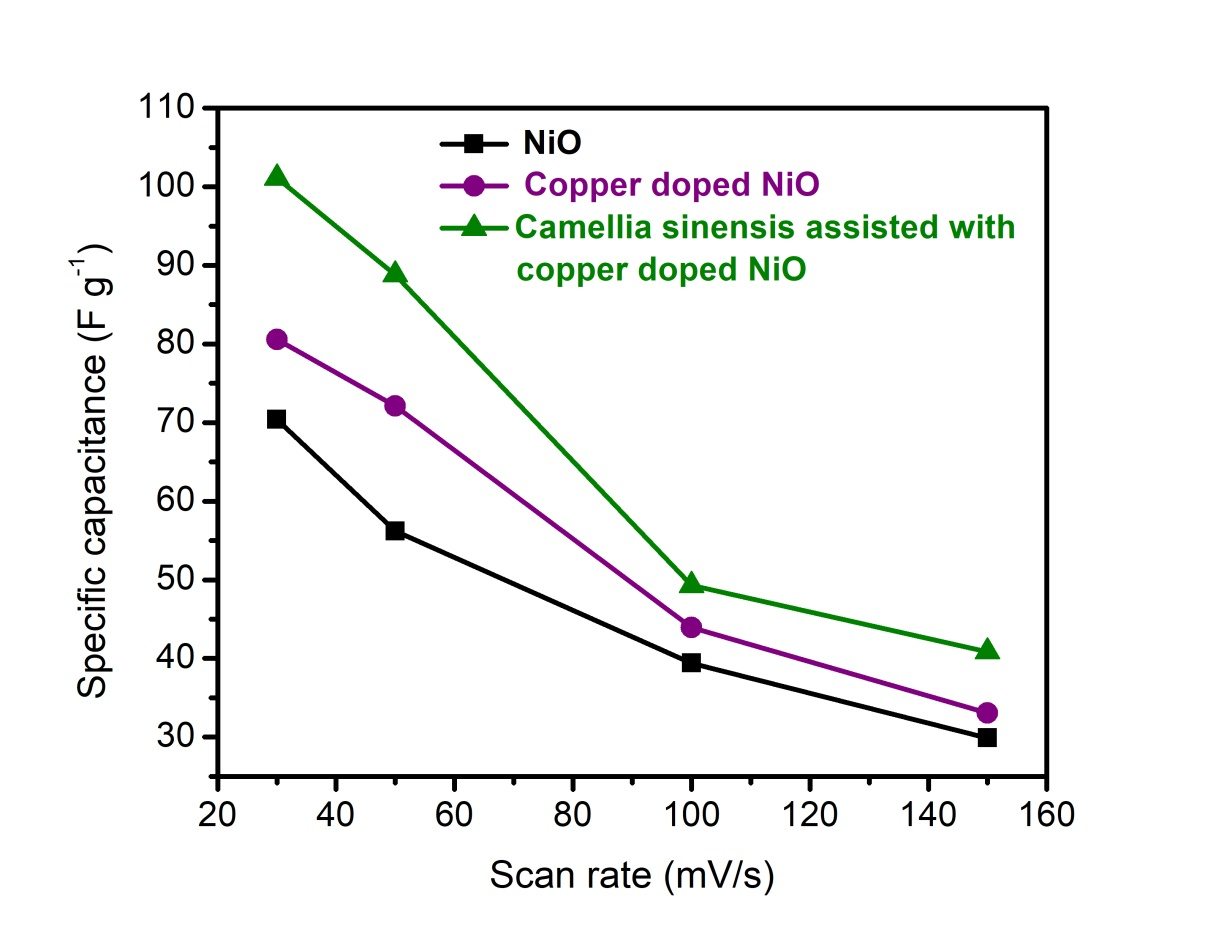 110
100
90
80
70
60
50
40
30
Specific capacitance (F g⁻¹)
NiO
Copper doped NiO
Camellia sinensis assisted with
copper doped NiO
20 40 60 80 100 120 140 160
Scan rate (mV/s)